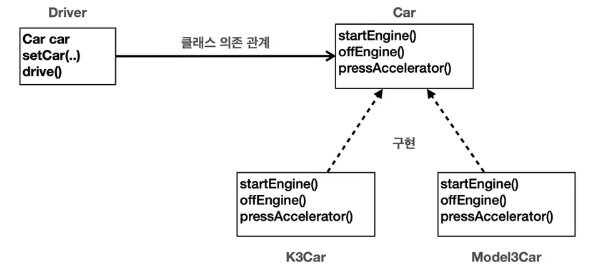 Driver
Car car
setCar(..)
drive()
클래스 의존 관계
Car
startEngine()
offEngine()
pressAccelerator()
구현
startEngine()
offEngine()
pressAccelerator()
K3Car
startEngine()
offEngine()
pressAccelerator()
Model3Car